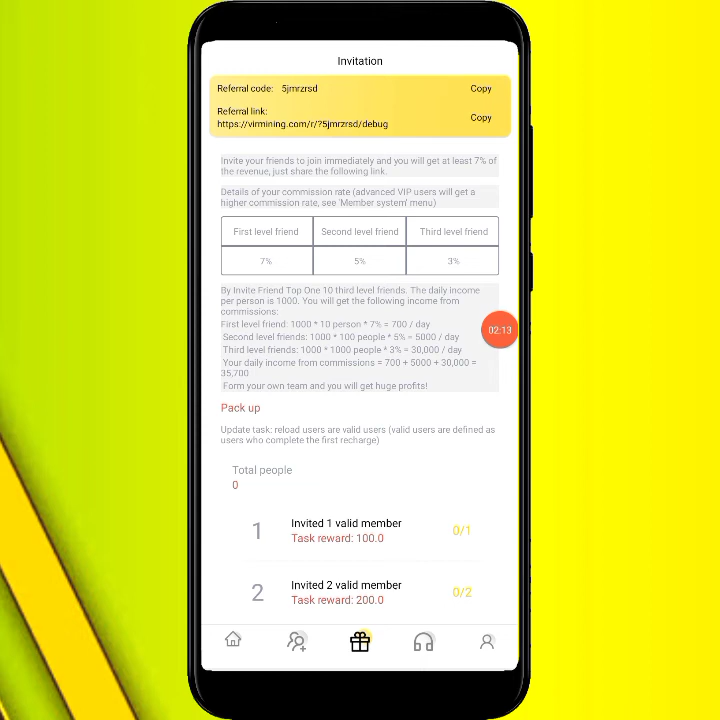 Invitation
Referral code: 5jmrzrsd Copy
Referral link:
https://virmining.com/r/?5jmrzrsd/debug Copy
Invite your friends to join immediately and you will get at least 7% of
the revenue, just share the following link.
Details of your commission rate (advanced VIP users will get a
higher commission rate, see 'Member system' menu)
First level friend Second level friend Third level friend
7% 5% 3%
By Invite Friend Top One 10 third level friends. The daily income
per person is 1000. You will get the following income from
commissions:
First level friend: 1000 * 10 person * 7% = 700 / day
Second level friends: 1000 * 100 people * 5% = 5000 / day
Third level friends: 1000 * 1000 people * 3% = 30,000 / day
Your daily income from commissions = 700 + 5000 + 30,000 =
35,700
Form your own team and you will get huge profits!
02:13
Pack up
Update task: reload users are valid users (valid users are defined as
users who complete the first recharge)
Total people
0
1 Invited 1 valid member 0/1
Task reward: 100.0
2 Invited 2 valid member 0/2
Task reward: 200.0